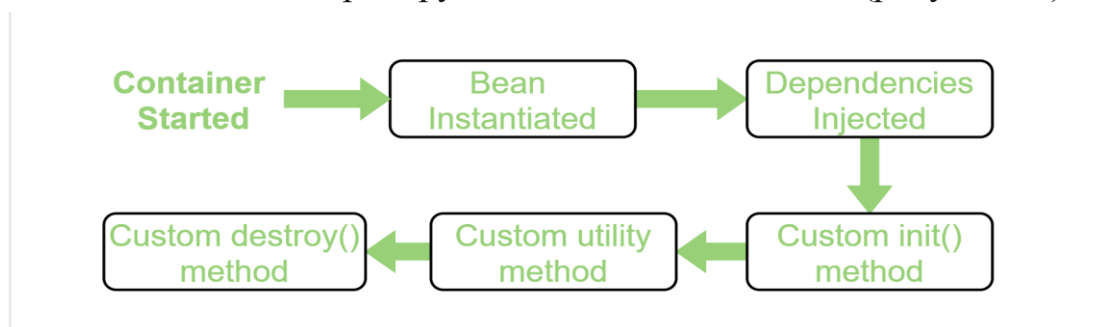 Container
Started
Bean
Instantiated
Dependencies
Injected
Custom init()
method
Custom utility
method
Custom destroy()
method